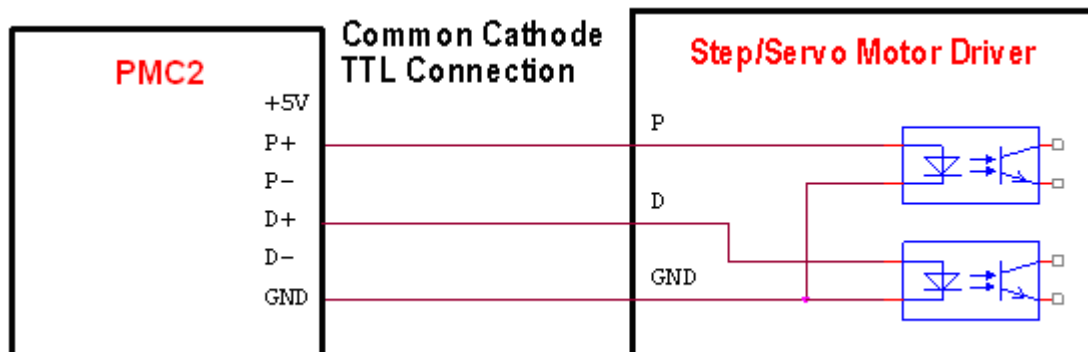 Common Cathode
TTL Connection
PMC2
+5V
P+
P-
D+
D-
GND
Step/Servo Motor Driver
P
D
GND